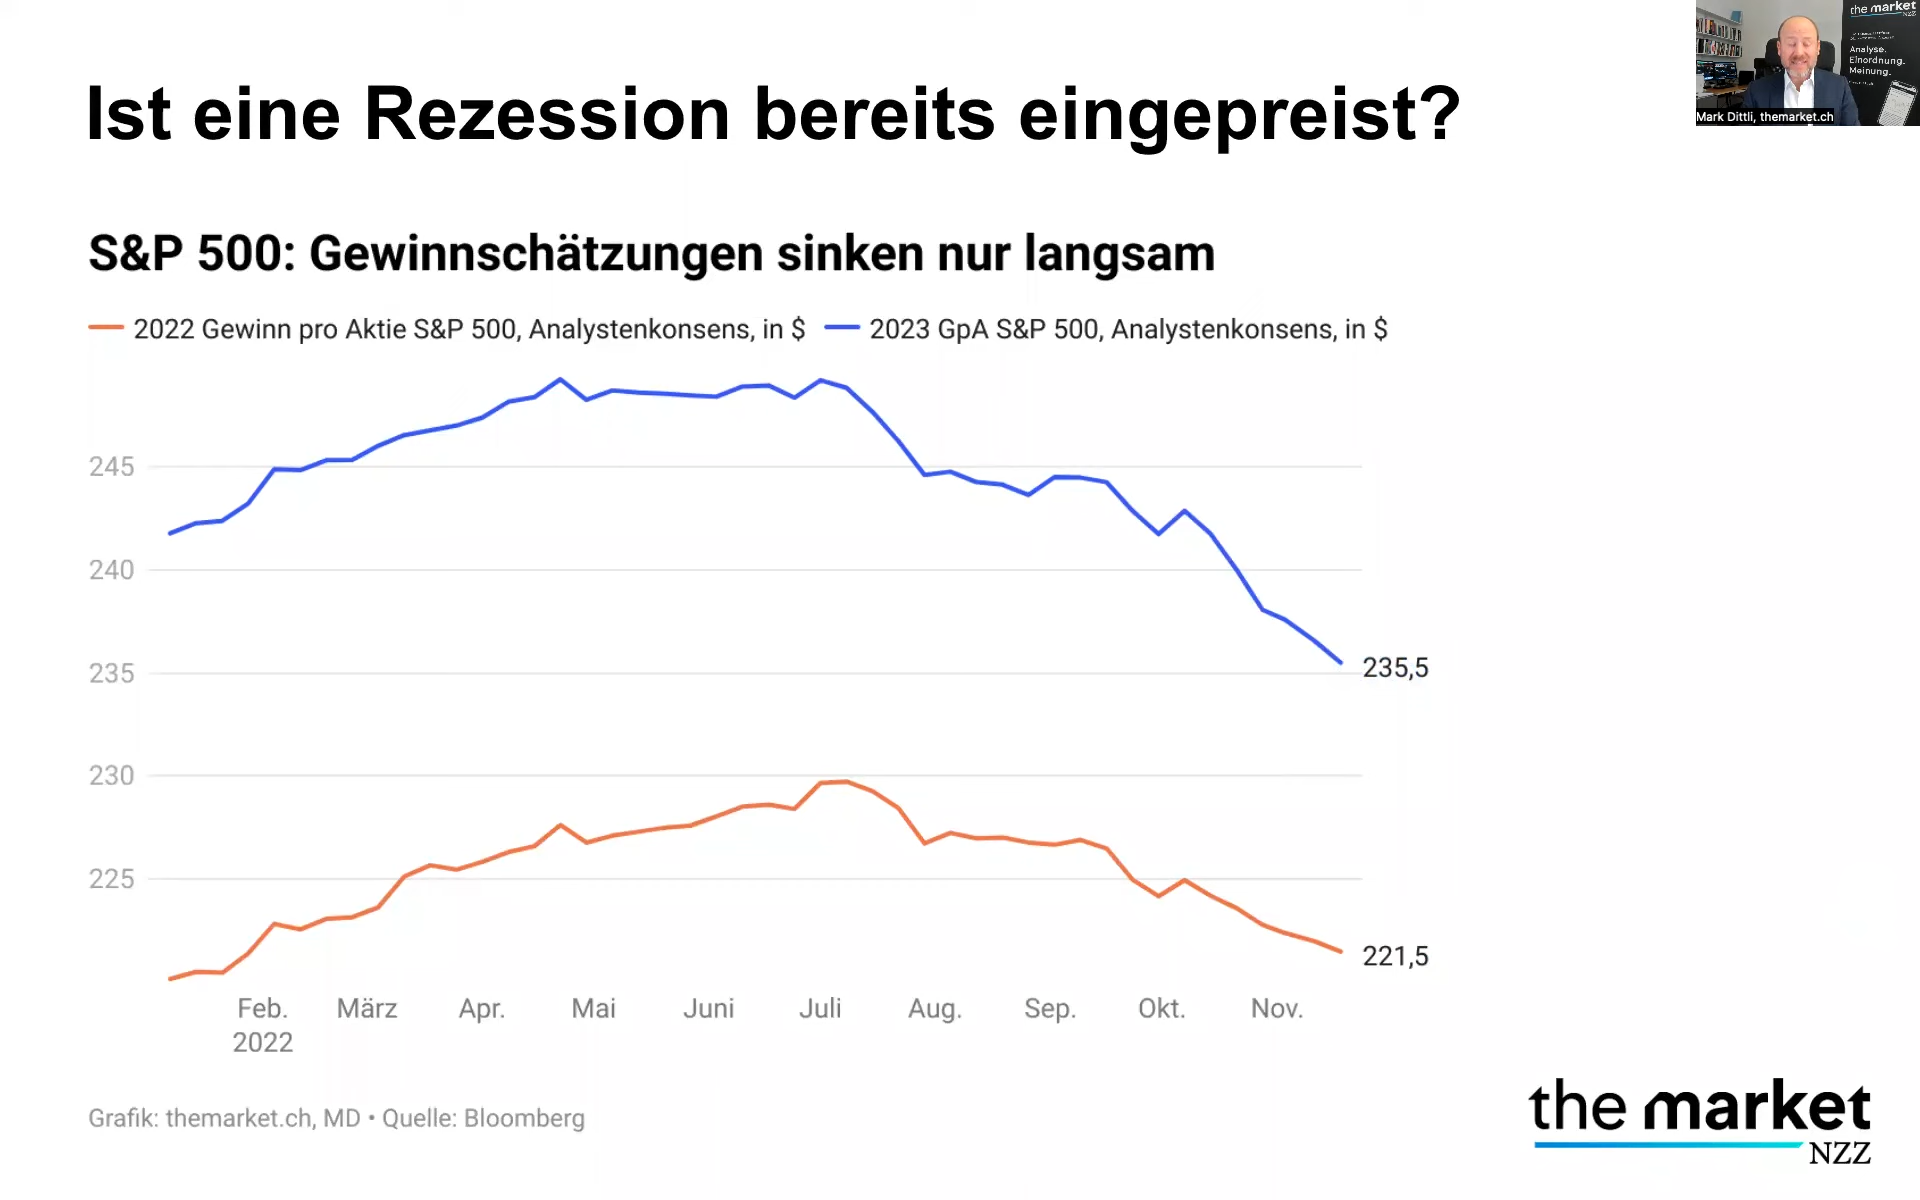 the market
NZZ
Analyse.
Einordnung.
Meinung.
Mark Dittli, themarket.ch
Ist eine Rezession bereits eingepreist?
S&P 500: Gewinnschätzungen sinken nur langsam
2022 Gewinn pro Aktie S&P 500, Analystenkonsens, in $ 2023 GpA S&P 500, Analystenkonsens, in $
245
240
235
235,5
230
225
221,5
Feb. März Apr. Mai Juni Juli Aug. Sep. Okt. Nov.
2022
Grafik: themarket.ch, MD • Quelle: Bloomberg
the market
NZZ